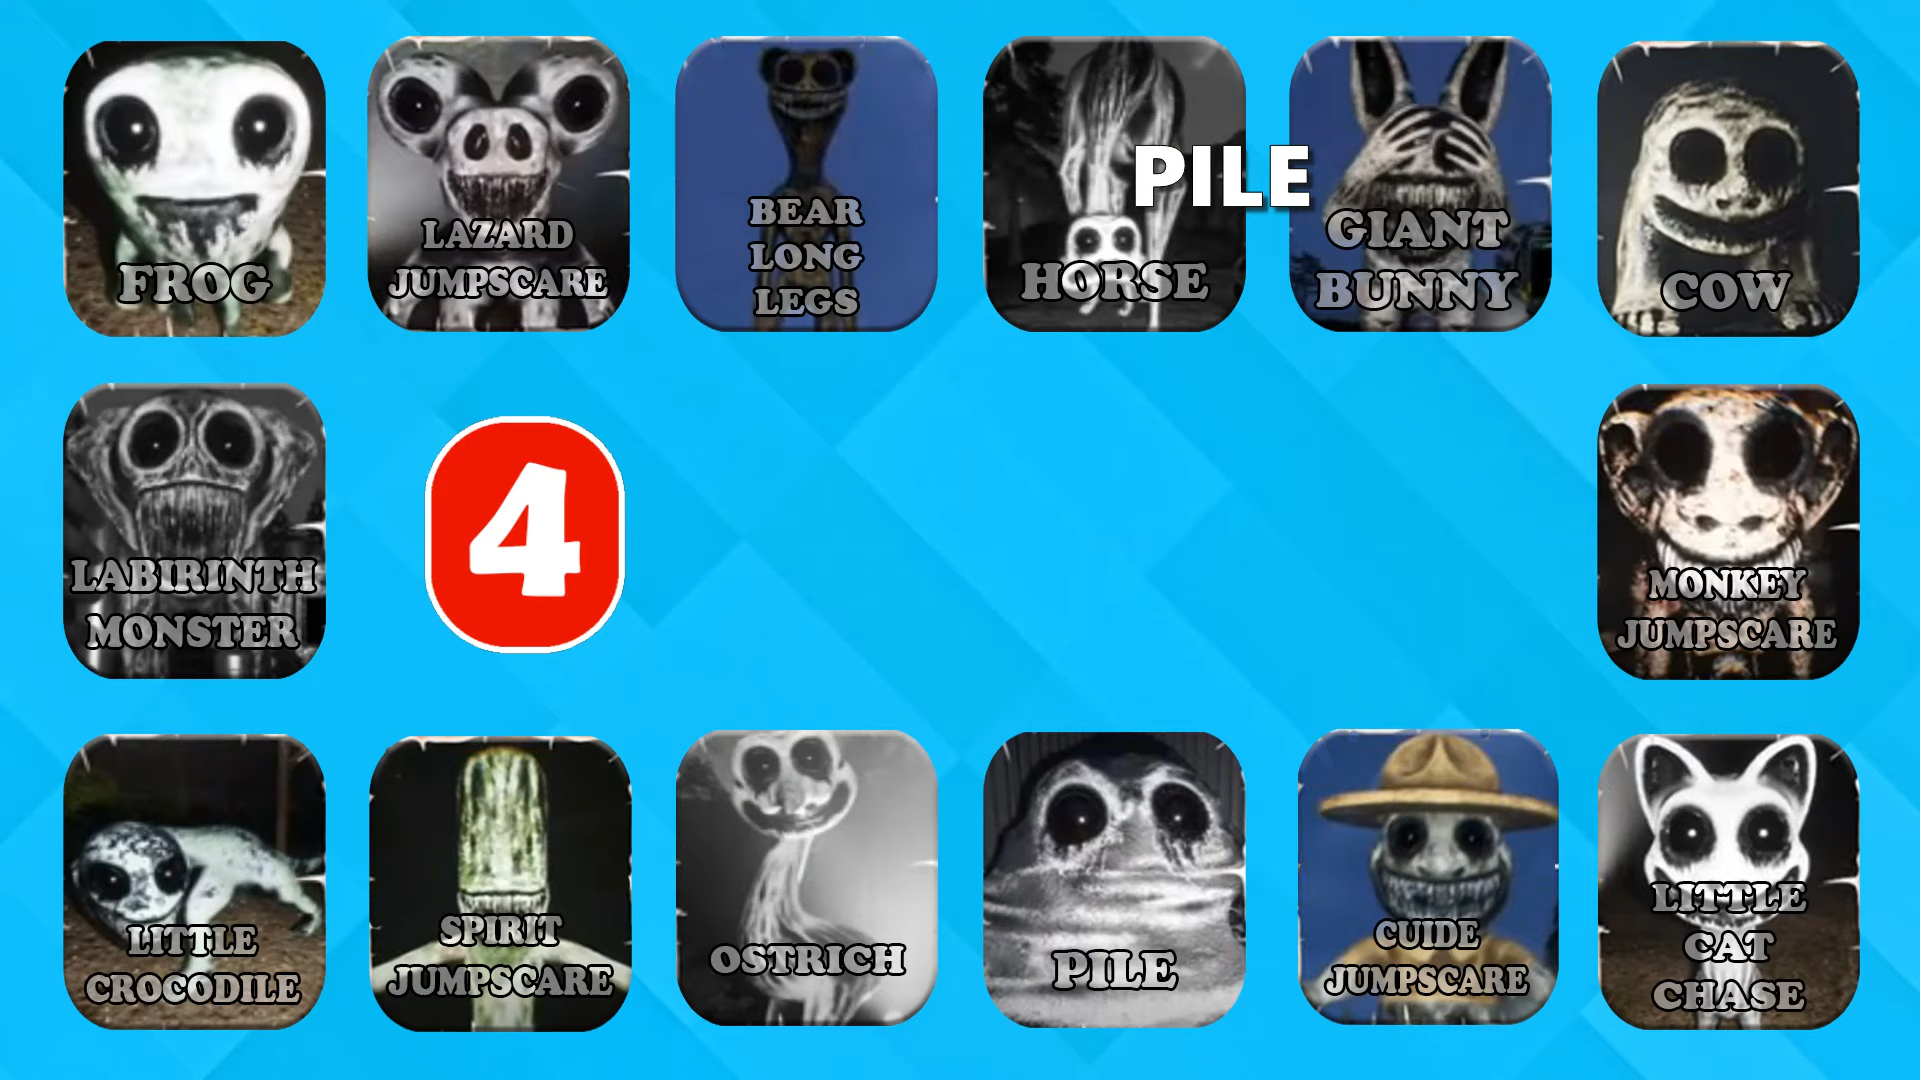 FROG
LAZARD
JUMPSCARE
BEAR
LONG
LEGS
HORSE
PILE
GIANT
BUNNY
COW
LABIRINTH
MONSTER
4
MONKEY
JUMPSCARE
LITTLE
CROCODILE
SPIRIT
JUMPSCARE
OSTRICH
PILE
CUIDE
JUMPSCARE
LITTLE
CAT
CHASE